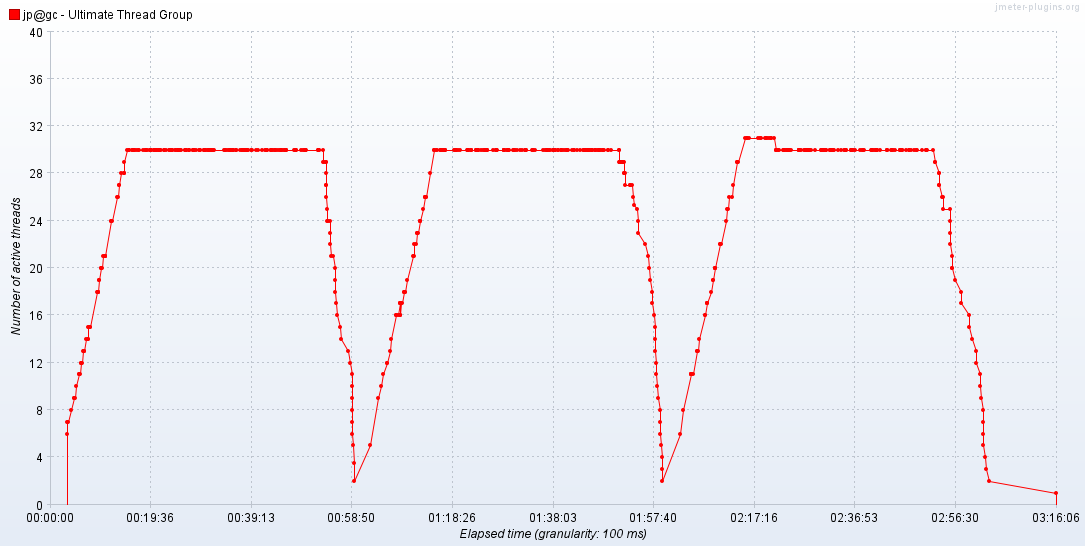 jp@gc - Ultimate Thread Group
jmeter-plugins.org
40
36
32
28
24
20
16
12
8
4
0
Number of active threads
00:00:00 00:19:36 00:39:13 00:58:50 01:18:26 01:38:03 01:57:40 02:17:16 02:36:53 02:56:30 03:16:06
Elapsed time (granularity: 100 ms)